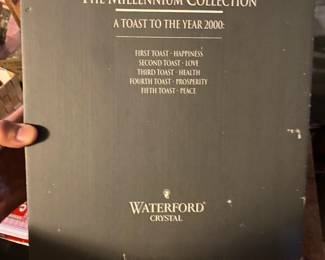 THE MILLENNIUM COLLECTION
A TOAST TO THE YEAR 2000:
FIRST TOAST - HAPPINESS
SECOND TOAST - LOVE
THIRD TOAST - HEALTH
FOURTH TOAST - PROSPERITY
FIFTH TOAST - PEACE
WATERFORD®
CRYSTAL